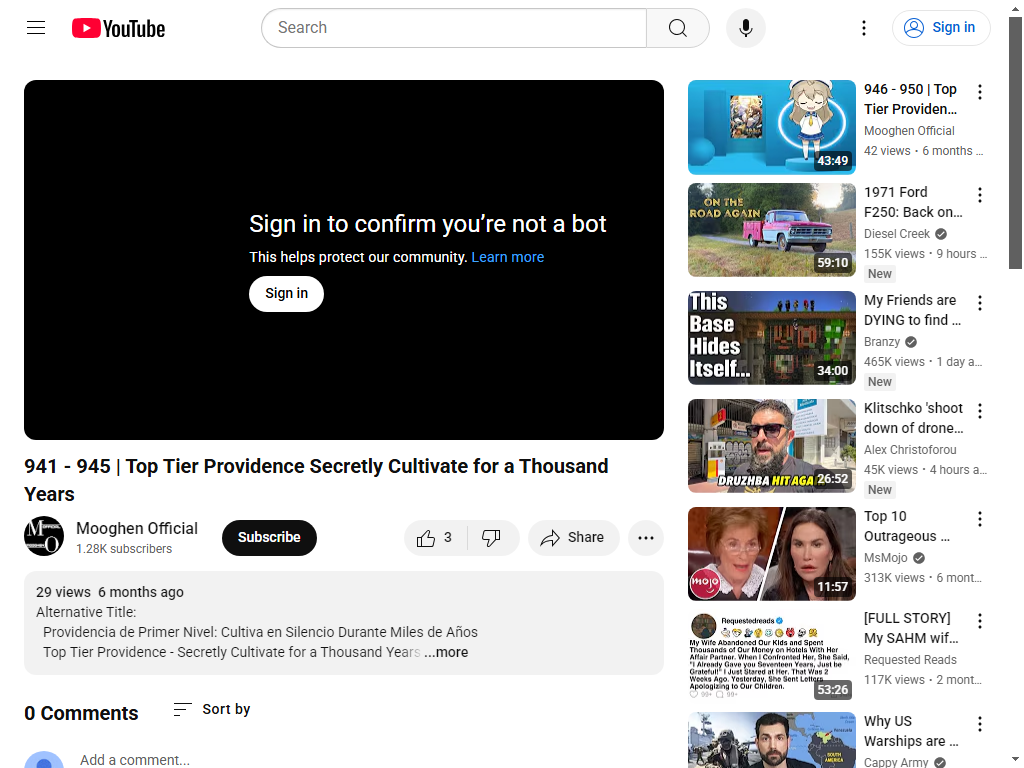 YouTube
Search
Sign in
Sign in to confirm you're not a bot
This helps protect our community. Learn more
Sign in
941 - 945 | Top Tier Providence Secretly Cultivate for a Thousand
Years
Mooghen Official
1.28K subscribers
Subscribe
3
Share
29 views 6 months ago
Alternative Title:
Providencia de Primer Nivel: Cultiva en Silencio Durante Miles de Años
Top Tier Providence - Secretly Cultivate for a Thousand Years ...more
0 Comments
Sort by
Add a comment...
43:49
946 - 950 | Top
Tier Providen...
Mooghen Official
42 views • 6 months ...
ON THE
ROAD AGAIN
59:10
1971 Ford
F250: Back on...
Diesel Creek
155K views • 9 hours ...
New
This
Base
Hides
Itself...
34:00
My Friends are
DYING to find ...
Branzy
465K views • 1 day a...
New
DRUZHBA HIT AGA
26:52
Klitschko 'shoot
down of drone...
Alex Christoforou
45K views • 4 hours a...
New
mojo
11:57
Top 10
Outrageous ...
MsMojo
313K views • 6 mont...
Requestedreads
My Wife Abandoned Our Kids and Spent
Thousands of Our Money on Hotels With Her
Affair Partner. When I Confronted Her, She Said,
"I Already Gave you Seventeen Years, Just be
Grateful!" I Just Stared at Her. That Was 2
Weeks Ago. Yesterday, She Sent Letters
Apologizing to Our Children.
99+ 99+
53:26
[FULL STORY]
My SAHM wif...
Requested Reads
117K views • 2 mont...
SOUTH
AMERICA
Why US
Warships are ...
Cappy Army